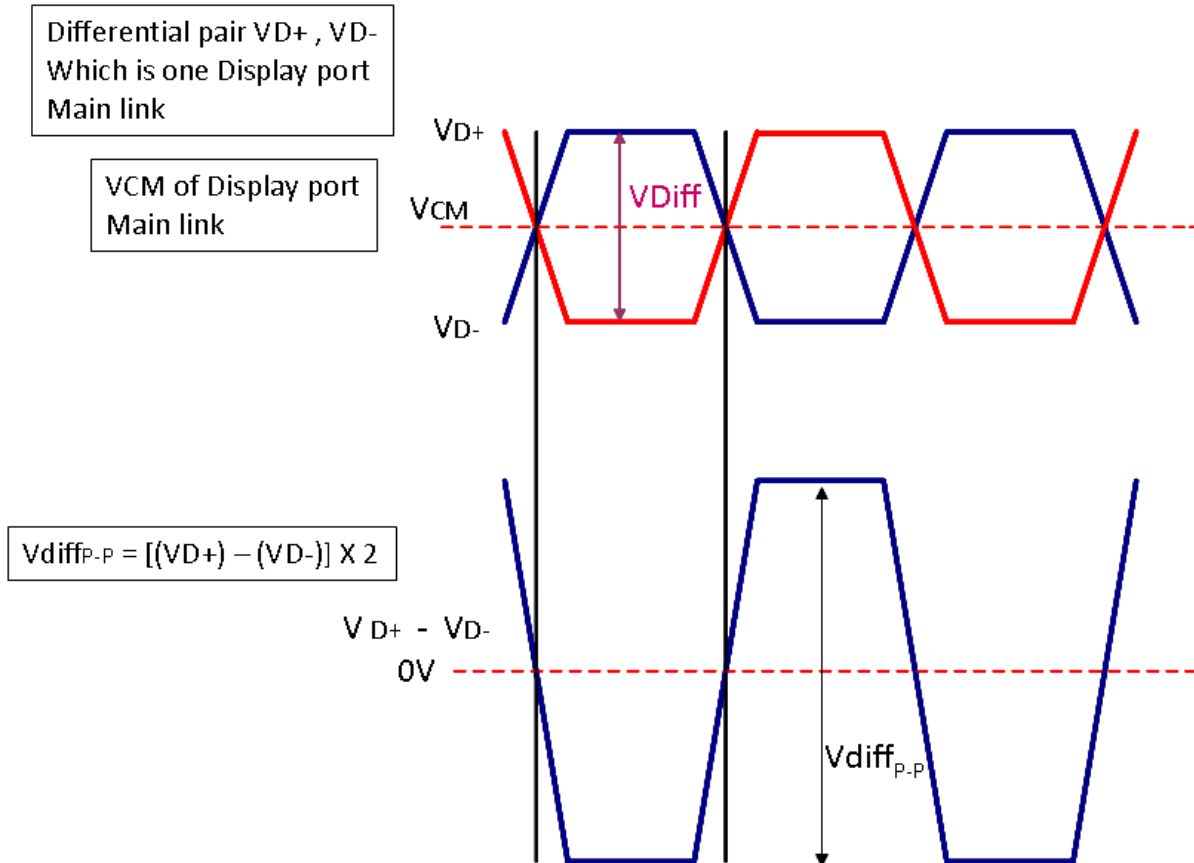 Differential pair VD+ , VD-
Which is one Display port
Main link
VCM of Display port
Main link
VD+
VDiff
VCM
VD-
VdiffP-P = [(VD+) – (VD-)] X 2
V D+ - VD-
0V
VdiffP-P